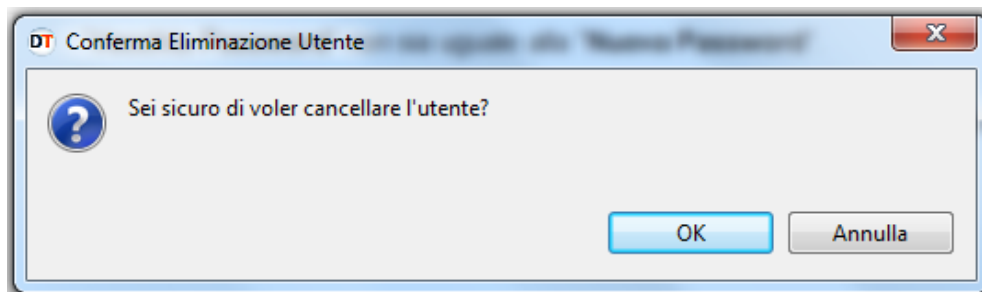 DT Conferma Eliminazione Utente
Sei sicuro di voler cancellare l'utente?
OK
Annulla